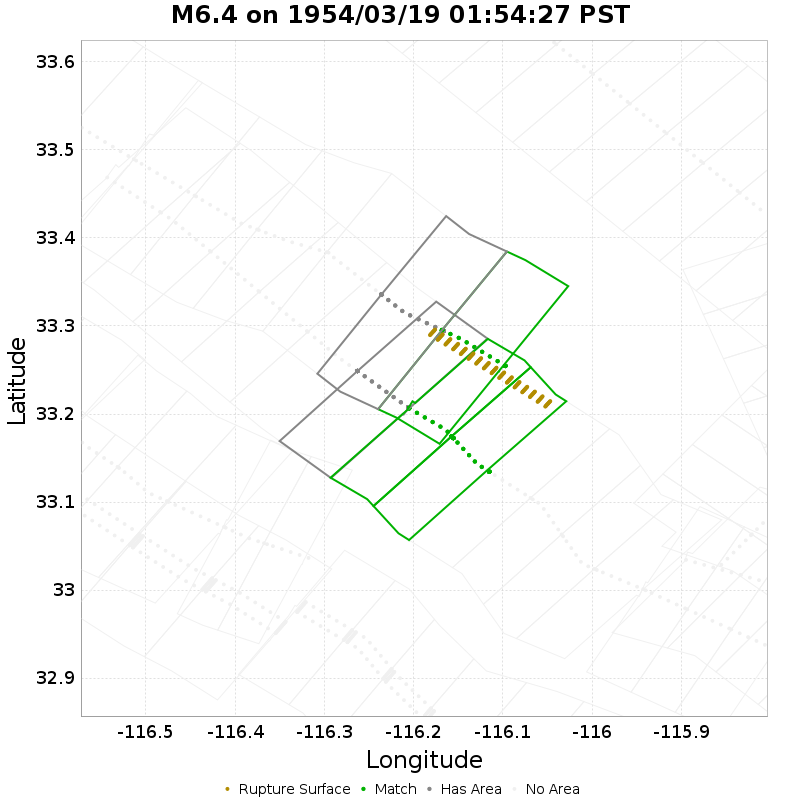 M6.4 on 1954/03/19 01:54:27 PST
33.6
33.5
33.4
33.3
33.2
33.1
33
32.9
Latitude
-116.5 -116.4 -116.3 -116.2 -116.1 -116 -115.9
Longitude
Rupture Surface Match Has Area No Area